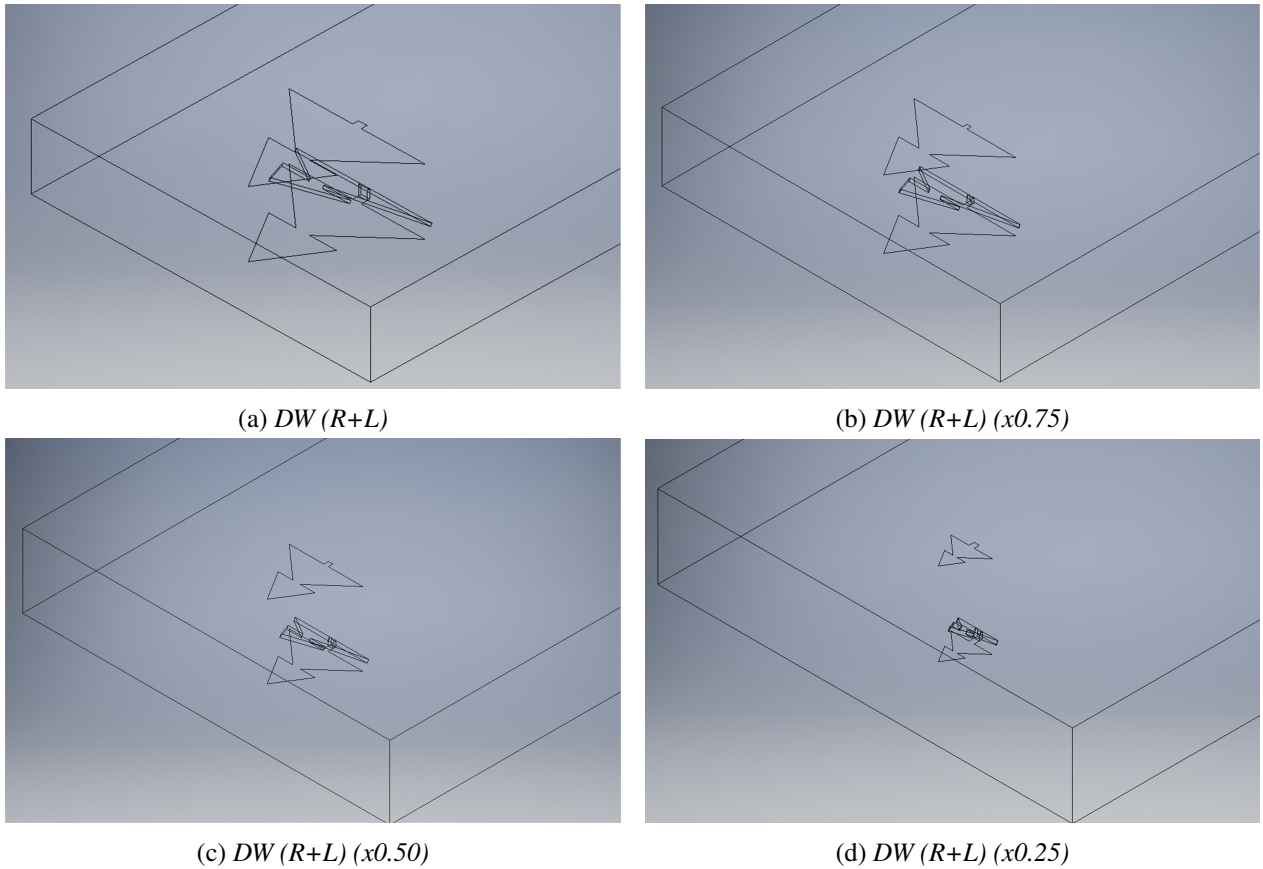 (a) DW (R+L)
(b) DW (R+L) (x0.75)
(c) DW (R+L) (x0.50)
(d) DW (R+L) (x0.25)